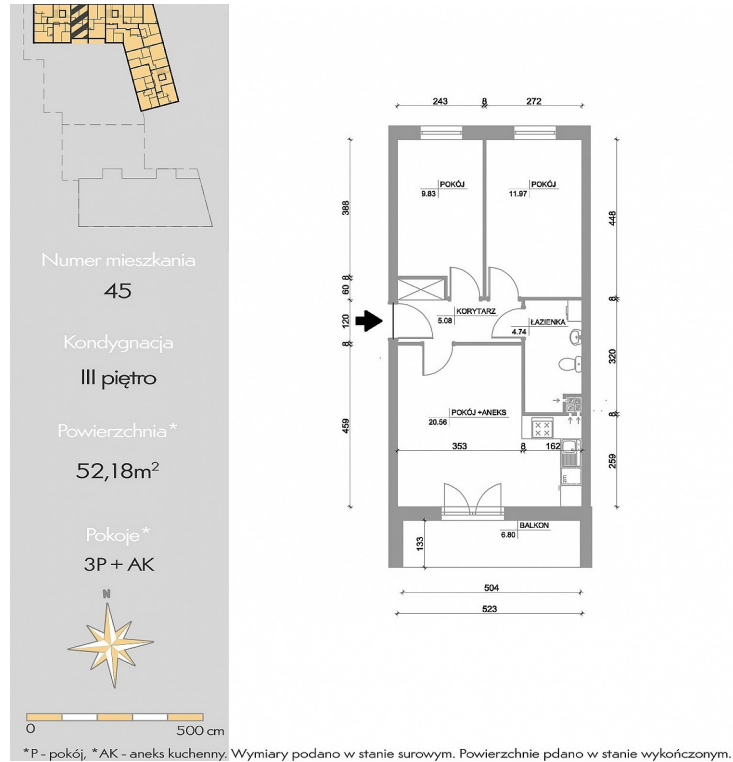 Numer mieszkania
45
Kondygnacja
III piętro
Powierzchnia*
52,18m²
Pokoje*
3P + AK
N
0 500 cm
243 8 272
POKÓJ
9.83
POKÓJ
11.97
388
448
8
60
KORYTARZ
5.08
8
120
ŁAZIENKA
4.74
320
8
POKÓJ +ANEKS
20.56
8
459
353 8 162
259
zm
BALKON
6.80
133
504
523
*P - pokój, *AK - aneks kuchenny. Wymiary podano w stanie surowym. Powierzchnie pdano w stanie wykończonym.